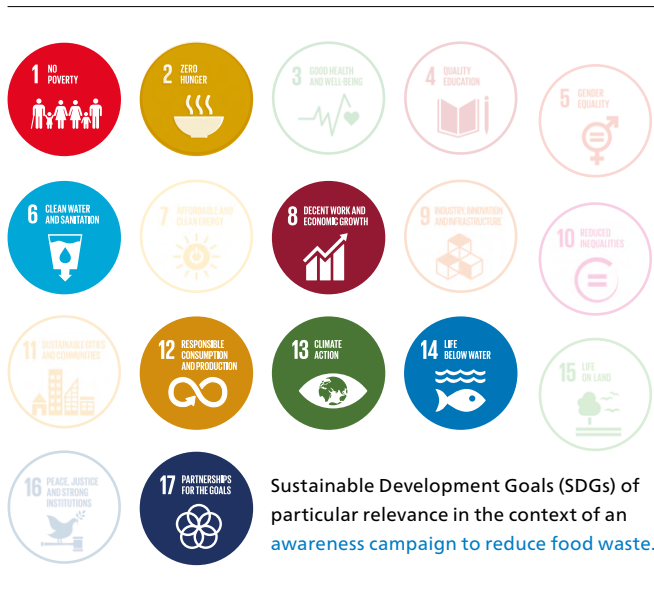 1 NO
POVERTY
2 ZERO
HUNGER
3 GOOD HEALTH
AND WELL-BEING
4 QUALITY
EDUCATION
5 GENDER
EQUALITY
6 CLEAN WATER
AND SANITATION
7 AFFORDABLE AND
CLEAN ENERGY
8 DECENT WORK AND
ECONOMIC GROWTH
9 INDUSTRY, INNOVATION
AND INFRASTRUCTURE
10 REDUCED
INEQUALITIES
11 SUSTAINABLE CITIES
AND COMMUNITIES
12 RESPONSIBLE
CONSUMPTION
AND PRODUCTION
13 CLIMATE
ACTION
14 LIFE
BELOW WATER
15 LIFE
ON LAND
16 PEACE, JUSTICE
AND STRONG
INSTITUTIONS
17 PARTNERSHIPS
FOR THE GOALS
Sustainable Development Goals (SDGs) of
particular relevance in the context of an
awareness campaign to reduce food waste.